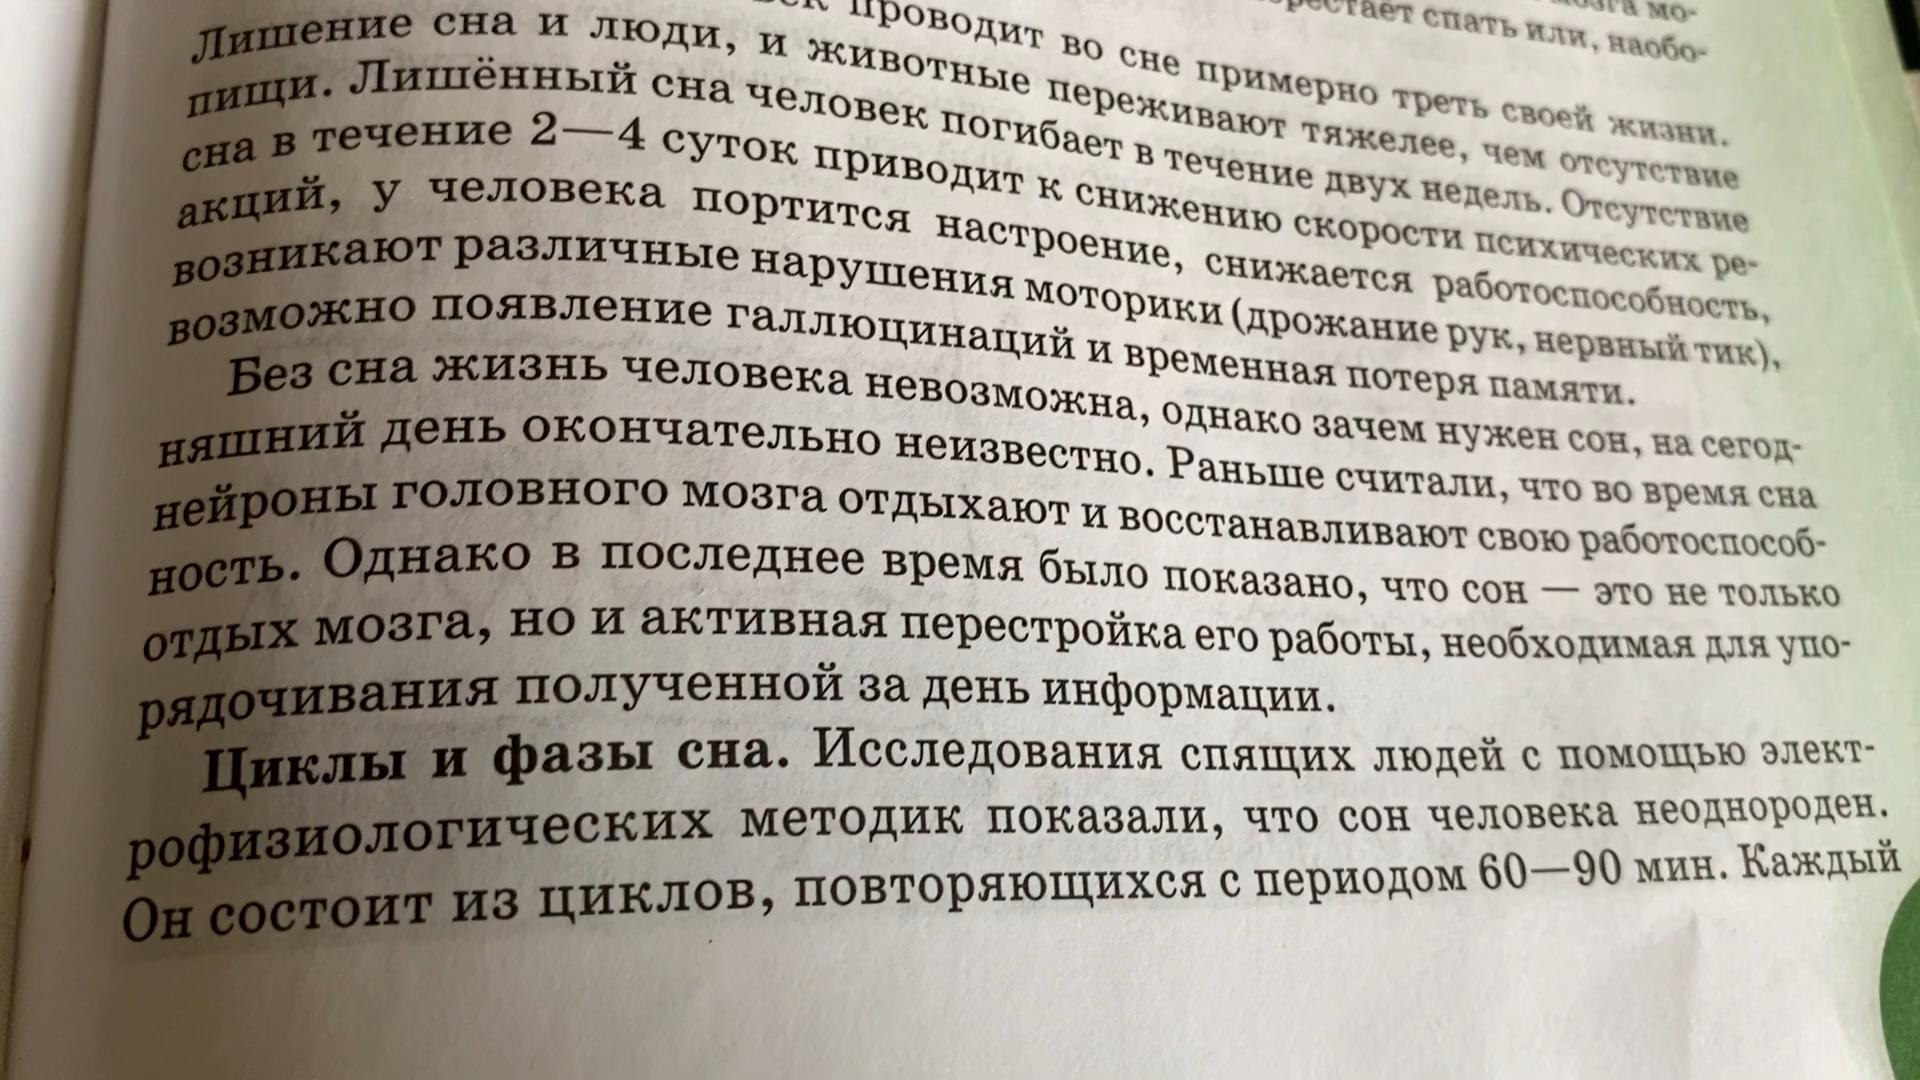 мозга мо-
спать или, наобо-
проводит во сне примерно треть своей жизни.
Лишение сна и люди, и животные переживают тяжелее, чем отсутствие
пищи. Лишённый сна человек погибает в течение двух недель. Отсутствие
сна в течение 2—4 суток приводит к снижению скорости психических ре-
акций, у человека портится настроение, снижается работоспособность,
возникают различные нарушения моторики (дрожание рук, нервный тик),
возможно появление галлюцинаций и временная потеря памяти.
Без сна жизнь человека невозможна, однако зачем нужен сон, на сегод-
няшний день окончательно неизвестно. Раньше считали, что во время сна
нейроны головного мозга отдыхают и восстанавливают свою работоспособ-
ность. Однако в последнее время было показано, что сон — это не только
отдых мозга, но и активная перестройка его работы, необходимая для упо-
рядочивания полученной за день информации.
Циклы и фазы сна. Исследования спящих людей с помощью элект-
рофизиологических методик показали, что сон человека неоднороден.
Он состоит из циклов, повторяющихся с периодом 60—90 мин. Каждый